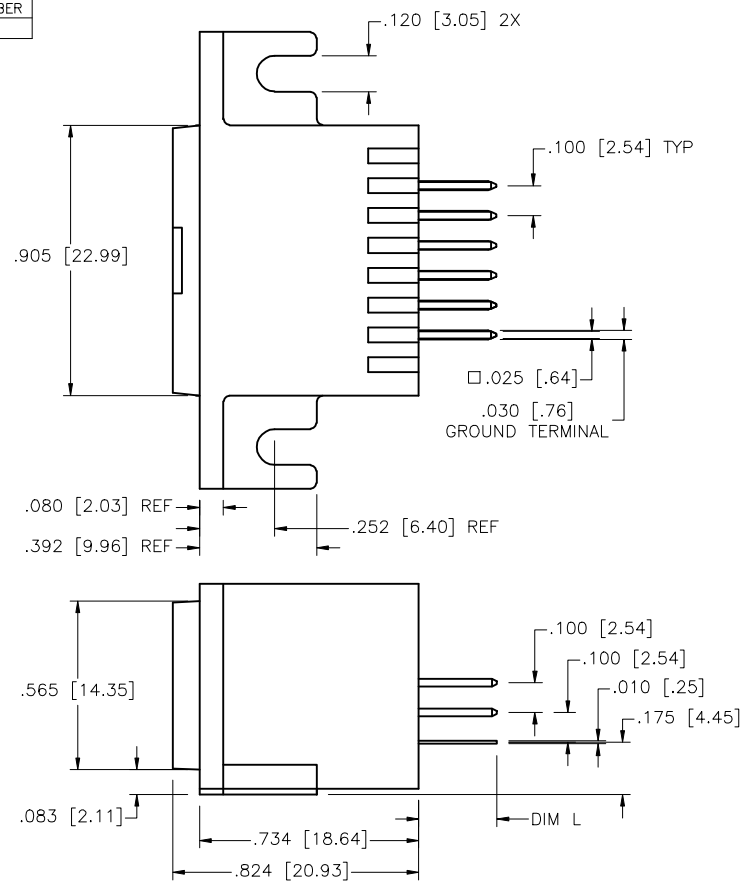 BER
.120 [3.05] 2X
.100 [2.54] TYP
.905 [22.99]
□.025 [.64]
.030 [.76]
GROUND TERMINAL
.080 [2.03] REF
.252 [6.40] REF
.392 [9.96] REF
.100 [2.54]
.100 [2.54]
.010 [.25]
.565 [14.35]
.175 [4.45]
.083 [2.11]
DIM L
.734 [18.64]
.824 [20.93]